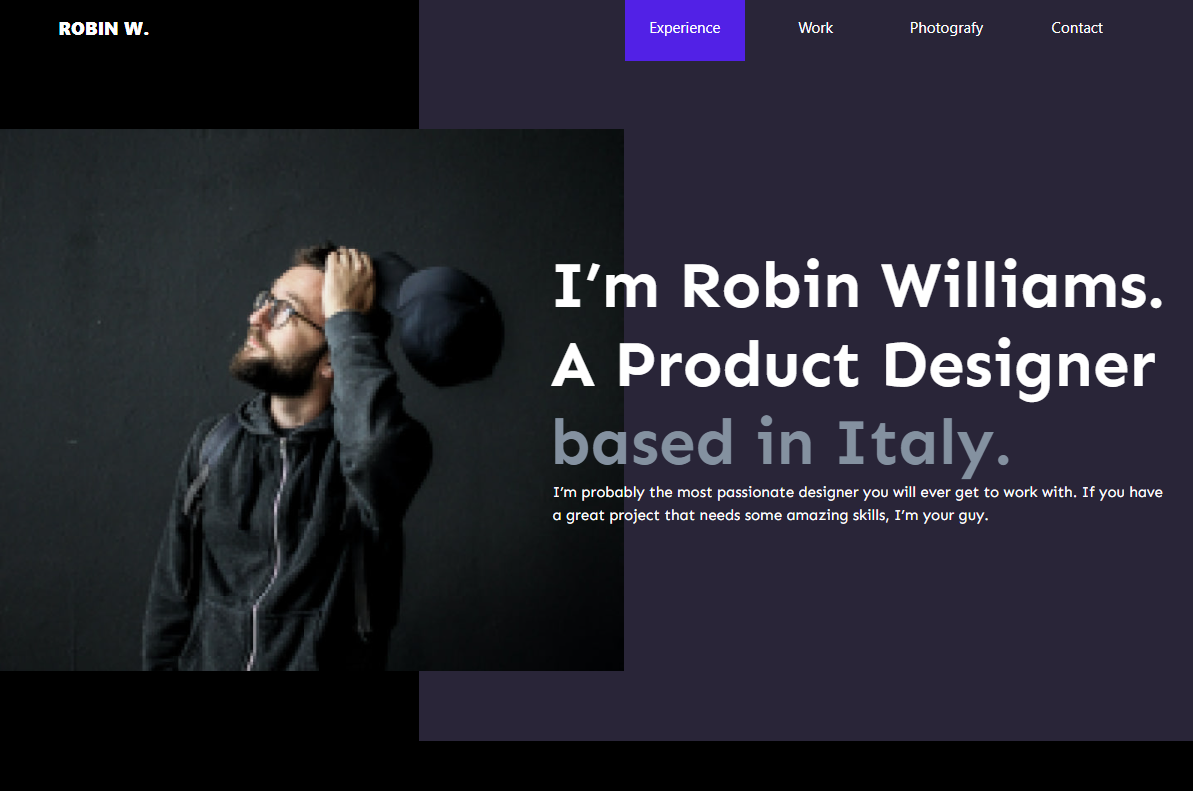 ROBIN W.
Experience
Work
Photografy
Contact
I’m Robin Williams.
A Product Designer
based in Italy.
I’m probably the most passionate designer you will ever get to work with. If you have
a great project that needs some amazing skills, I’m your guy.